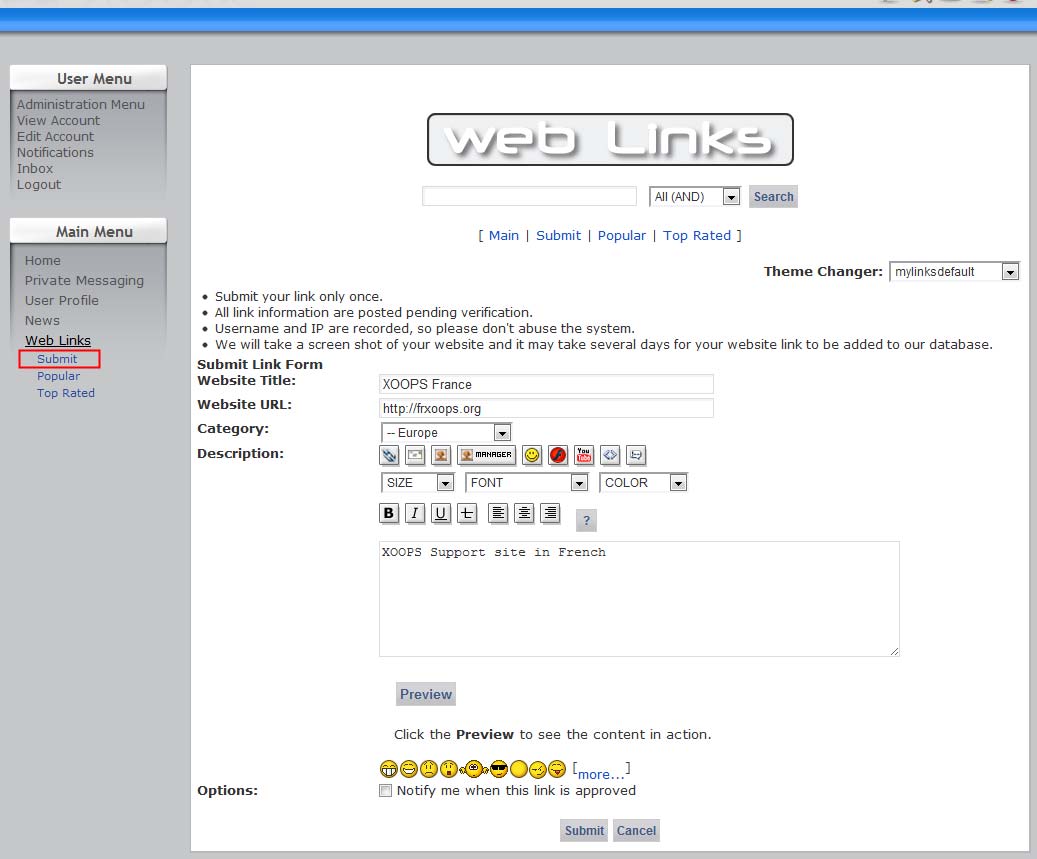 User Menu
Administration Menu
View Account
Edit Account
Notifications
Inbox
Logout
Main Menu
Home
Private Messaging
User Profile
News
Web Links
Submit
Popular
Top Rated
web Links
All (AND) Search
[ Main | Submit | Popular | Top Rated ]
Theme Changer: mylinksdefault
• Submit your link only once.
• All link information are posted pending verification.
• Username and IP are recorded, so please don't abuse the system.
• We will take a screen shot of your website and it may take several days for your website link to be added to our database.
Submit Link Form
Website Title: XOOPS France
Website URL: http://frxoops.org
Category: -- Europe
Description: MANAGER You Tube
SIZE FONT COLOR
B I U T ?
XOOPS Support site in French
Preview
Click the Preview to see the content in action.
[more...]
Options: Notify me when this link is approved
Submit Cancel